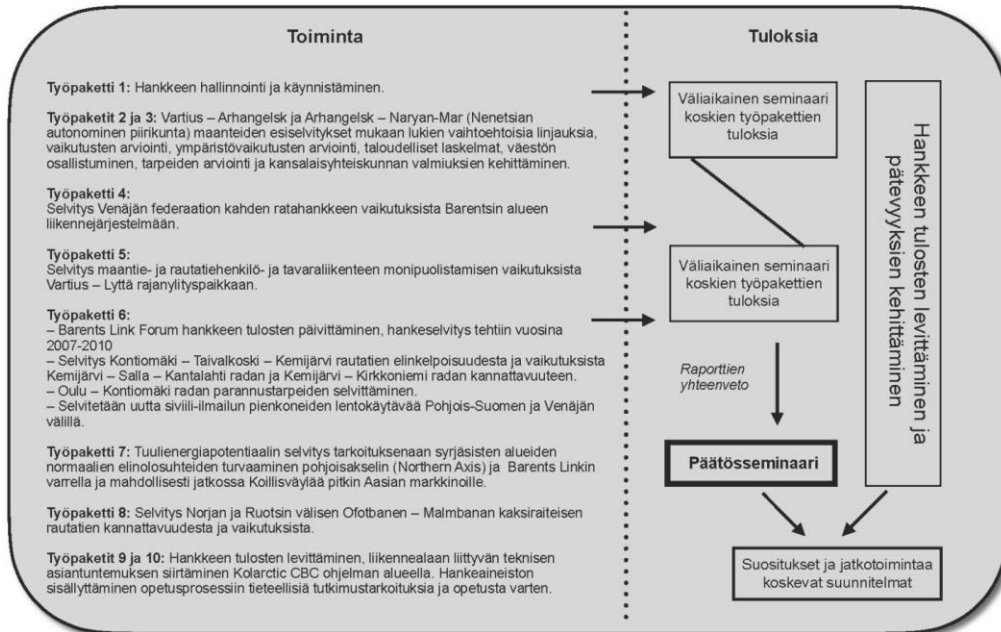 Toiminta
Työpaketti 1: Hankkeen hallinnointi ja käynnistäminen.
Työpaketit 2 ja 3: Vartius – Arhangelsk ja Arhangelsk – Naryan-Mar (Nenetsian
autonominen piirikunta) maanteiden esiselvitykset mukaan lukien vaihtoehtoisia linjauksia,
vaikutusten arviointi, ympäristövaikutusten arviointi, taloudelliset laskelmat, väestön
osallistuminen, tarpeiden arviointi ja kansalaisyhteiskunnan valmiuksien kehittäminen.
Työpaketti 4:
Selvitys Venäjän federaation kahden ratahankkeen vaikutuksista Barentsin alueen
liikennejärjestelmään.
Työpaketti 5:
Selvitys maantie- ja rautatiehenkilö- ja tavaraliikenteen monipuolistamisen vaikutuksista
Vartius – Lyttä rajanylityspaikkaan.
Työpaketti 6:
– Barents Link Forum hankkeen tulosten päivittäminen, hankeselvitys tehtiin vuosina
2007-2010
– Selvitys Kontiomäki – Taivalkoski – Kemijärvi rautatien elinkelpoisuudesta ja vaikutuksista
Kemijärvi – Salla – Kantalahti radan ja Kemijärvi – Kirkkoniemi radan kannattavuuteen.
– Oulu – Kontiomäki radan parannustarpeiden selvittäminen.
– Selvitetään uutta siviili-ilmailun pienkoneiden lentokäytävää Pohjois-Suomen ja Venäjän
välillä.
Työpaketti 7: Tuulienergiapotentiaalin selvitys tarkoituksenaan syrjäsisten alueiden
normaalien elinolosuhteiden turvaaminen pohjoisakselin (Northern Axis) ja Barents Linkin
varrella ja mahdollisesti jatkossa Koillisväylää pitkin Aasian markkinoille.
Työpaketti 8: Selvitys Norjan ja Ruotsin välisen Ofotbanen – Malmbanan kaksiraiteisen
rautatien kannattavuudesta ja vaikutuksista.
Työpaketit 9 ja 10: Hankkeen tulosten levittäminen, liikennealaan liittyvän teknisen
asiantuntemuksen siirtäminen Kolarctic CBC ohjelman alueella. Hankeaineiston
sisällyttäminen opetusprosessiin tieteellisiä tutkimustarkoituksia ja opetusta varten.
Tuloksia
Väliaikainen seminaari
koskien työpakettien
tuloksia
Väliaikainen seminaari
koskien työpakettien
tuloksia
Raporttien
yhteenveto
Päätösseminaari
Suositukset ja jatkotoimintaa
koskevat suunnitelmat
Hankkeen tulosten levittäminen ja
pätevyyksien kehittäminen